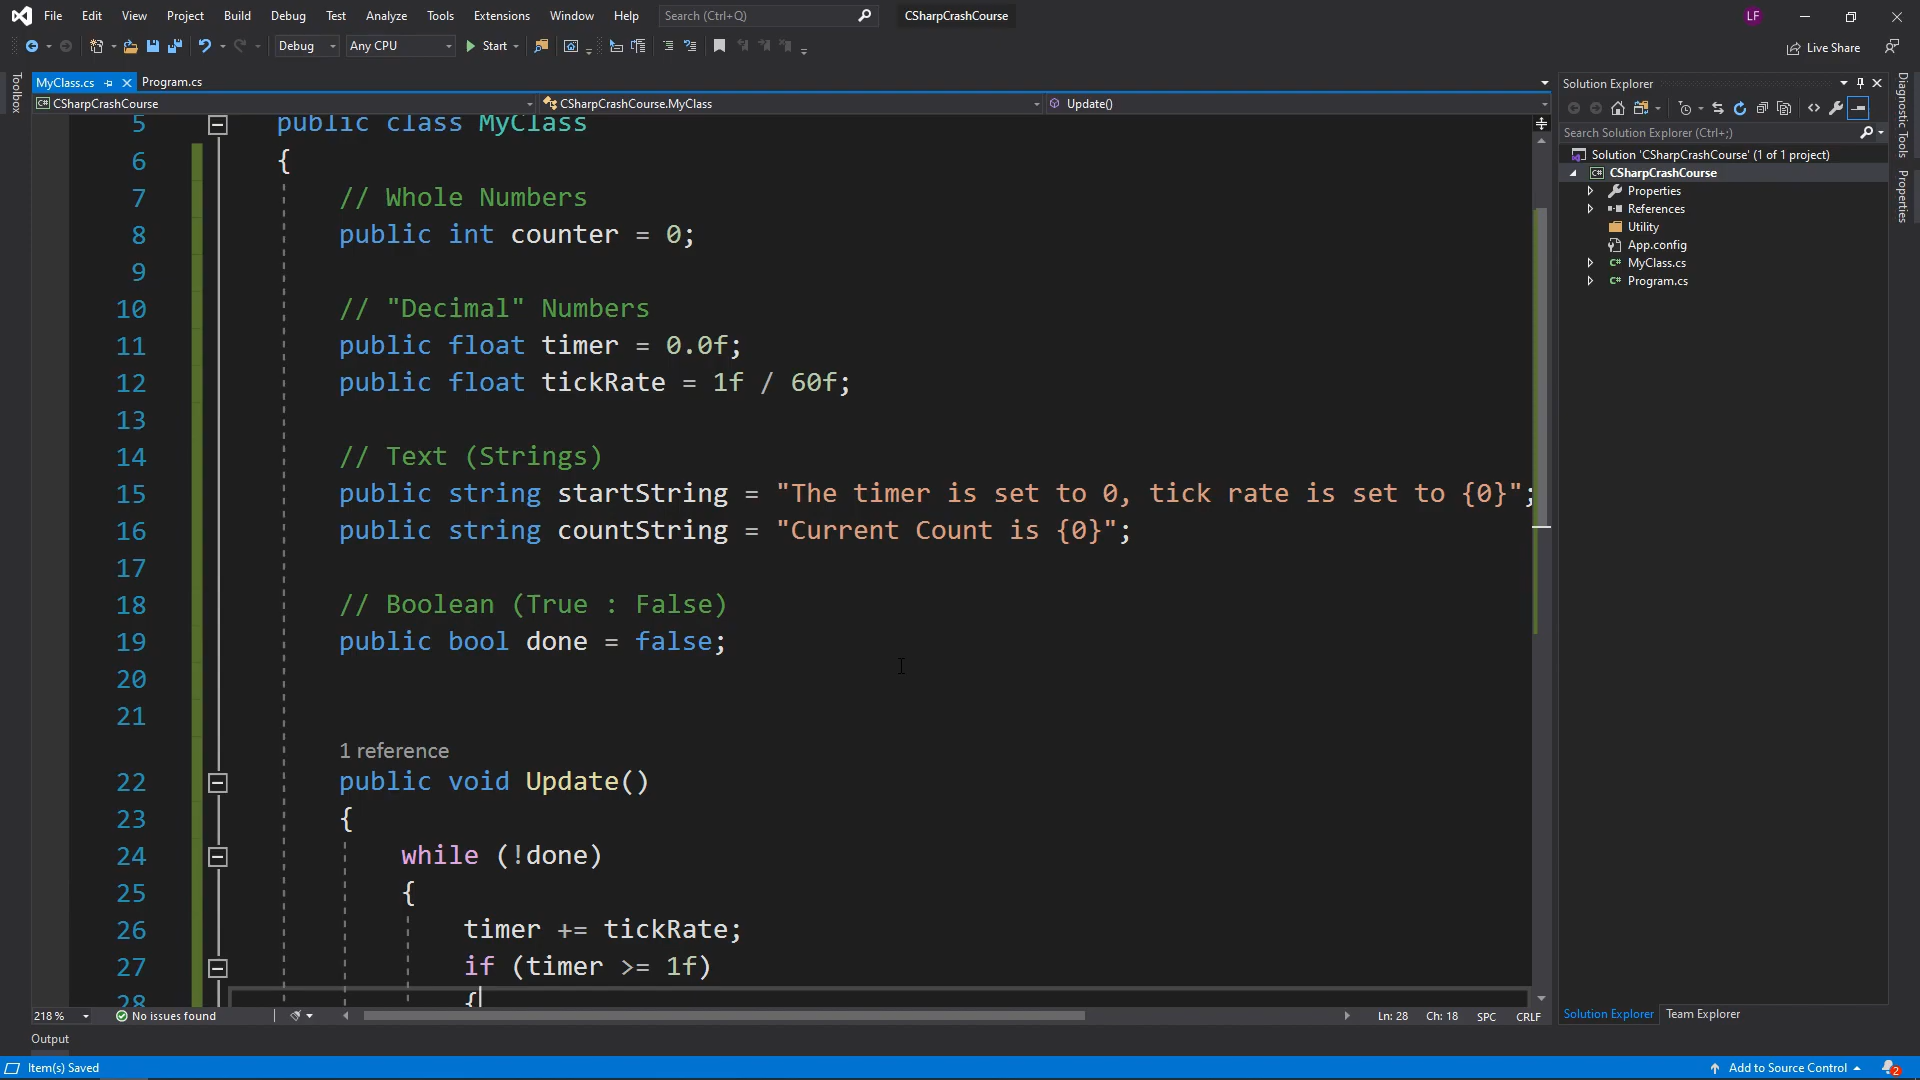 File Edit View Project Build Debug Test Analyze Tools Extensions Window Help Search (Ctrl+Q) CSharpCrashCourse LF
Debug Any CPU Start Live Share
MyClass.cs Program.cs
CSharpCrashCourse CSharpCrashCourse.MyClass Update()
Toolbox
5 public class MyClass
6 {
7 // Whole Numbers
8 public int counter = 0;
9
10 // "Decimal" Numbers
11 public float timer = 0.0f;
12 public float tickRate = 1f / 60f;
13
14 // Text (Strings)
15 public string startString = "The timer is set to 0, tick rate is set to {0}";
16 public string countString = "Current Count is {0}";
17
18 // Boolean (True : False)
19 public bool done = false;
20
21
1 reference
22 public void Update()
23 {
24 while (!done)
25 {
26 timer += tickRate;
27 if (timer >= 1f)
28 {
218 % No issues found Ln: 28 Ch: 18 SPC CRLF
Output
Item(s) Saved Add to Source Control 2
Solution Explorer
Search Solution Explorer (Ctrl+;)
Solution 'CSharpCrashCourse' (1 of 1 project)
C# CSharpCrashCourse
Properties
References
Utility
App.config
C# MyClass.cs
C# Program.cs
Solution Explorer Team Explorer
Diagnostic Tools
Properties